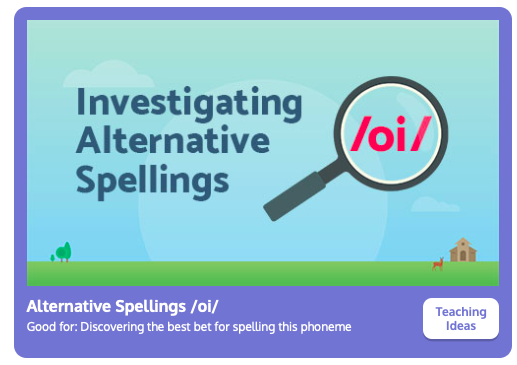 Investigating
Alternative
Spellings
/oi/
Alternative Spellings /oi/
Good for: Discovering the best bet for spelling this phoneme
Teaching
Ideas